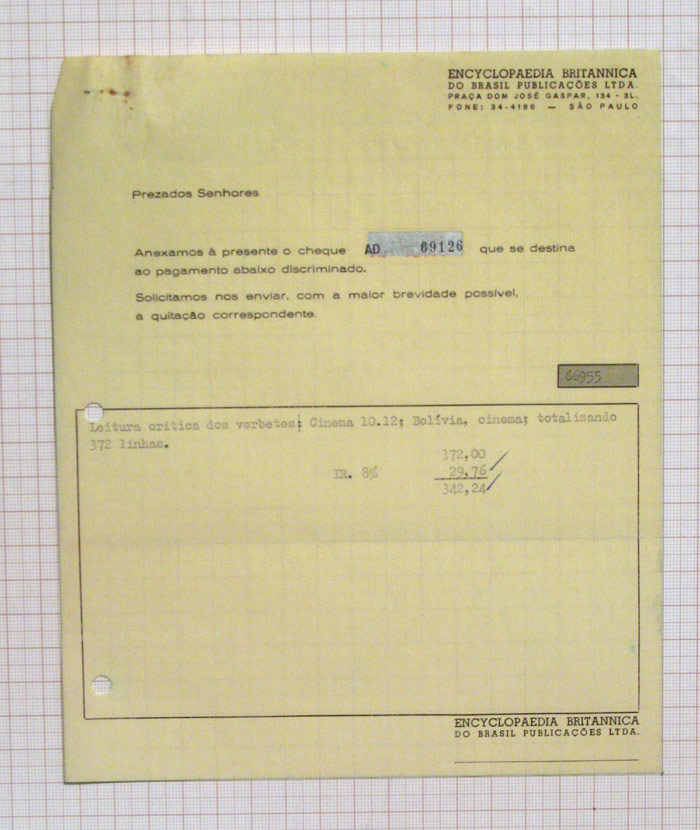 ENCYCLOPAEDIA BRITANNICA
DO BRASIL PUBLICAÇÕES LTDA.
PRAÇA DOM JOSÉ GASPAR, 134 - 3L.
FONE: 34-4186 — SÃO PAULO
Prezados Senhores
Anexamos à presente o cheque AD 69126 que se destina
ao pagamento abaixo discriminado.
Solicitamos nos enviar, com a maior brevidade possível,
a quitação correspondente.
66955
Leitura critica dos verbetes: Cinema 10.12; Bolívia, cinema; totalizando
372 linhas.
372,00
IR. 8% 29,76
342,24
ENCYCLOPAEDIA BRITANNICA
DO BRASIL PUBLICAÇÕES LTDA.